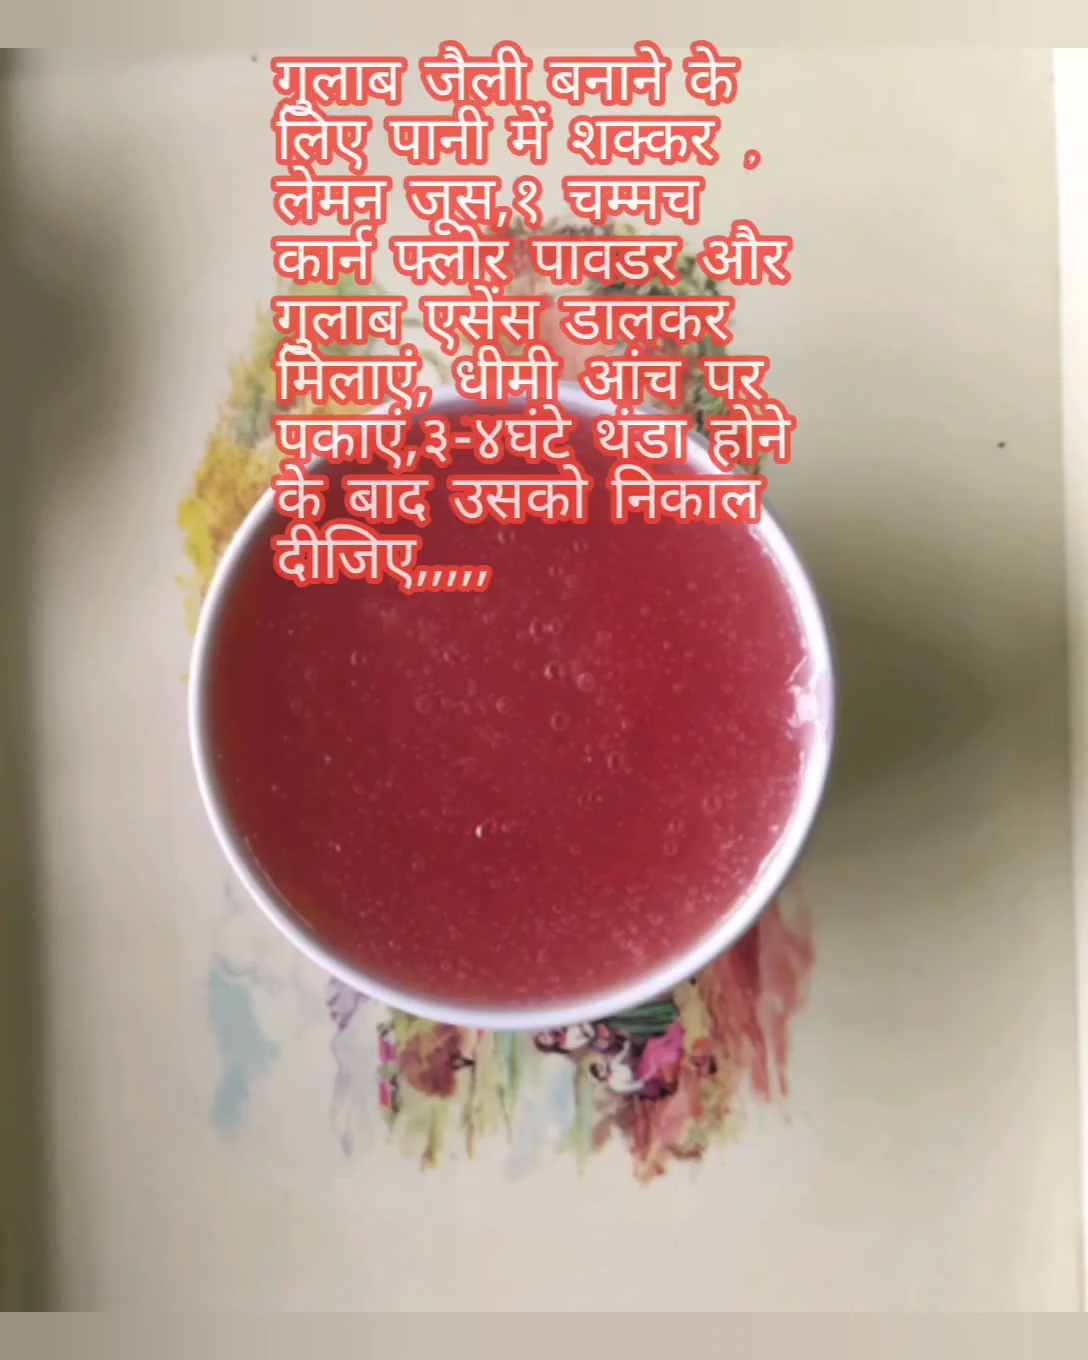 गुलाब जैली बनाने के
लिए पानी में शक्कर ,
लेमन जूस,१ चम्मच
कार्न फ्लोर पावडर और
गुलाब एसेंस डालकर
मिलाएं, धीमी आंच पर
पकाएं,३-४घंटे थंडा होने
के बाद उसको निकाल
दीजिए,,,,,